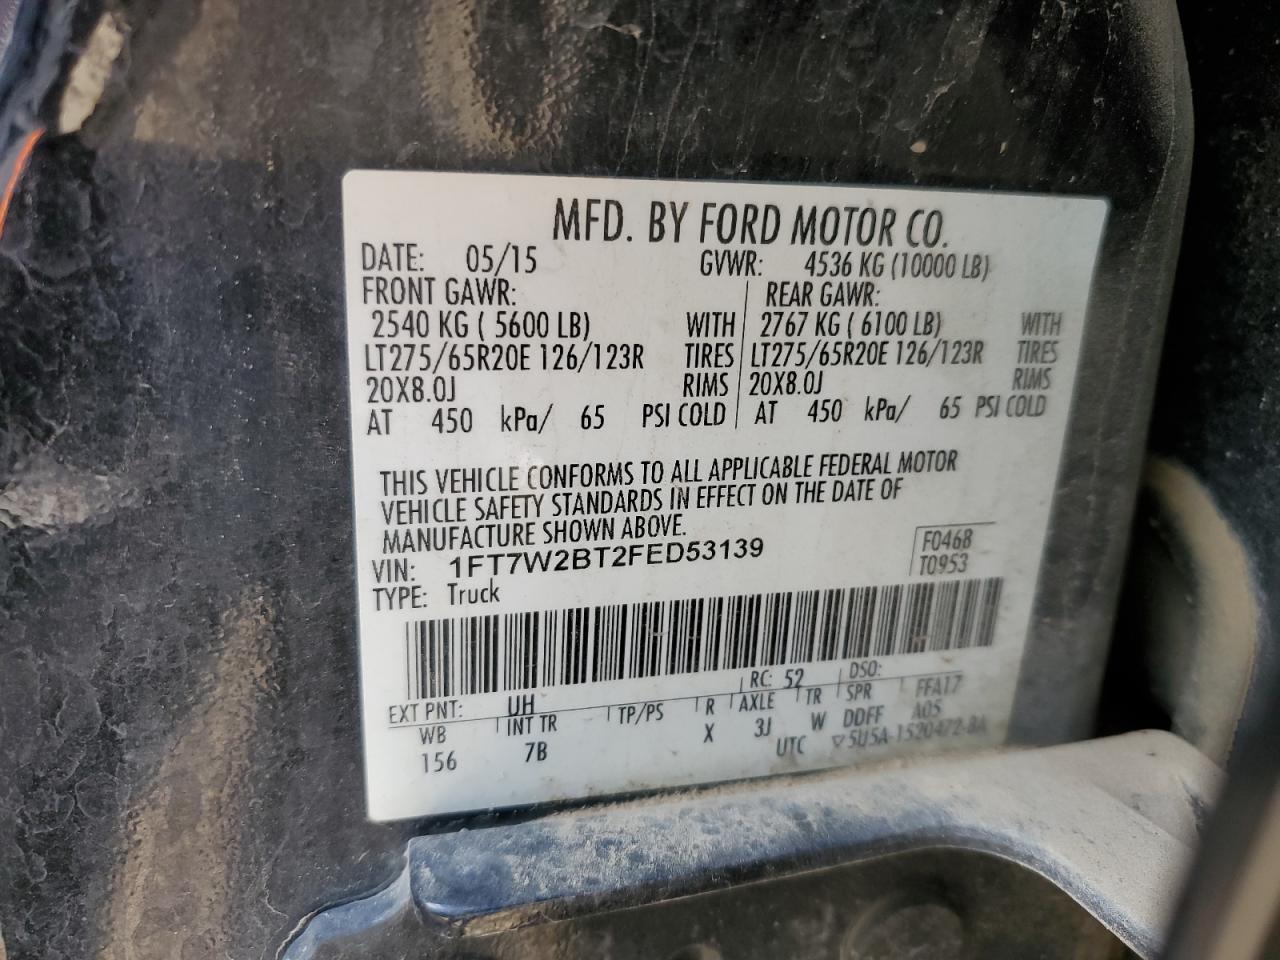 MFD. BY FORD MOTOR CO.
DATE: 05/15 GVWR: 4536 KG (10000 LB)
FRONT GAWR: REAR GAWR:
2540 KG ( 5600 LB) WITH 2767 KG ( 6100 LB) WITH
LT275/65R20E 126/123R TIRES LT275/65R20E 126/123R TIRES
20X8.0J RIMS 20X8.0J RIMS
AT 450 kPa/ 65 PSI COLD AT 450 kPa/ 65 PSI COLD
THIS VEHICLE CONFORMS TO ALL APPLICABLE FEDERAL MOTOR
VEHICLE SAFETY STANDARDS IN EFFECT ON THE DATE OF
MANUFACTURE SHOWN ABOVE.
VIN: 1FT7W2BT2FED53139 F0468
TYPE: Truck T0953
EXT PNT: UH RC: 52 DSO:
WB INT TR TP/PS R AXLE TR SPR FFA17
156 7B X 3J W DDFF A05
UTC ▽5U5A-1520472-BA